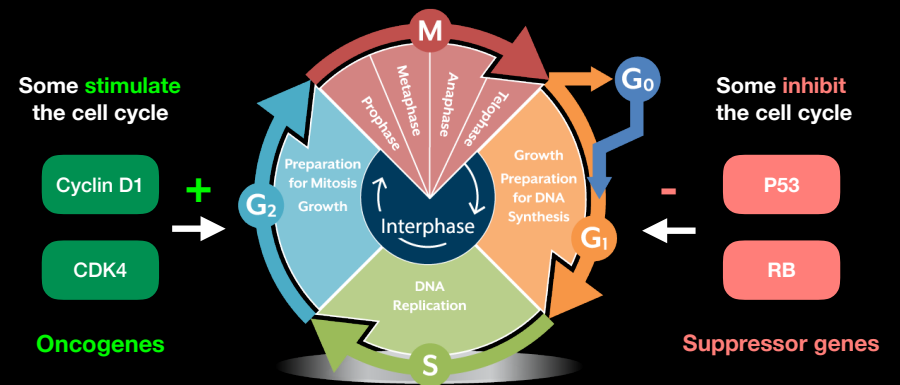 M
Some stimulate
the cell cycle
Cyclin D1
CDK4
Oncogenes
+
Prophase
Metaphase
Anaphase
Telophase
G0
Preparation
for Mitosis
Growth
G2
Interphase
Growth
Preparation
for DNA
Synthesis
G1
DNA
Replication
S
Some inhibit
the cell cycle
-
P53
RB
Suppressor genes